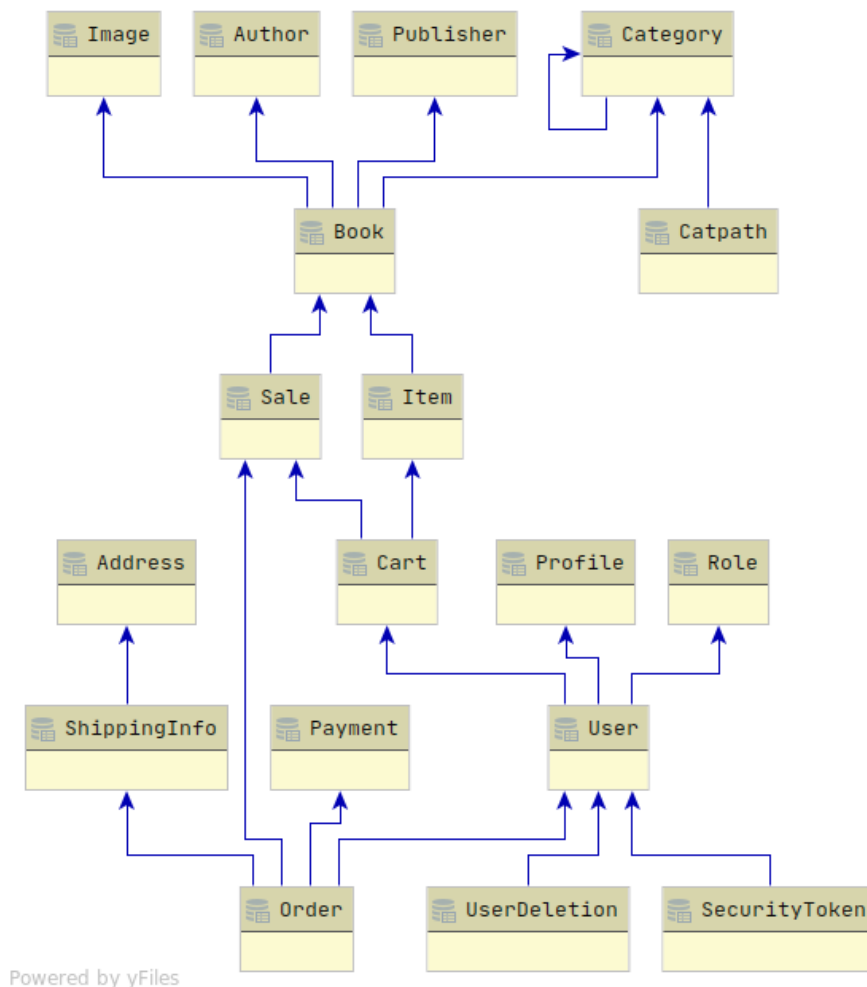 Image
Author
Publisher
Category
Book
Catpath
Sale
Item
Address
Cart
Profile
Role
ShippingInfo
Payment
User
Order
UserDeletion
SecurityToken
Powered by yFiles